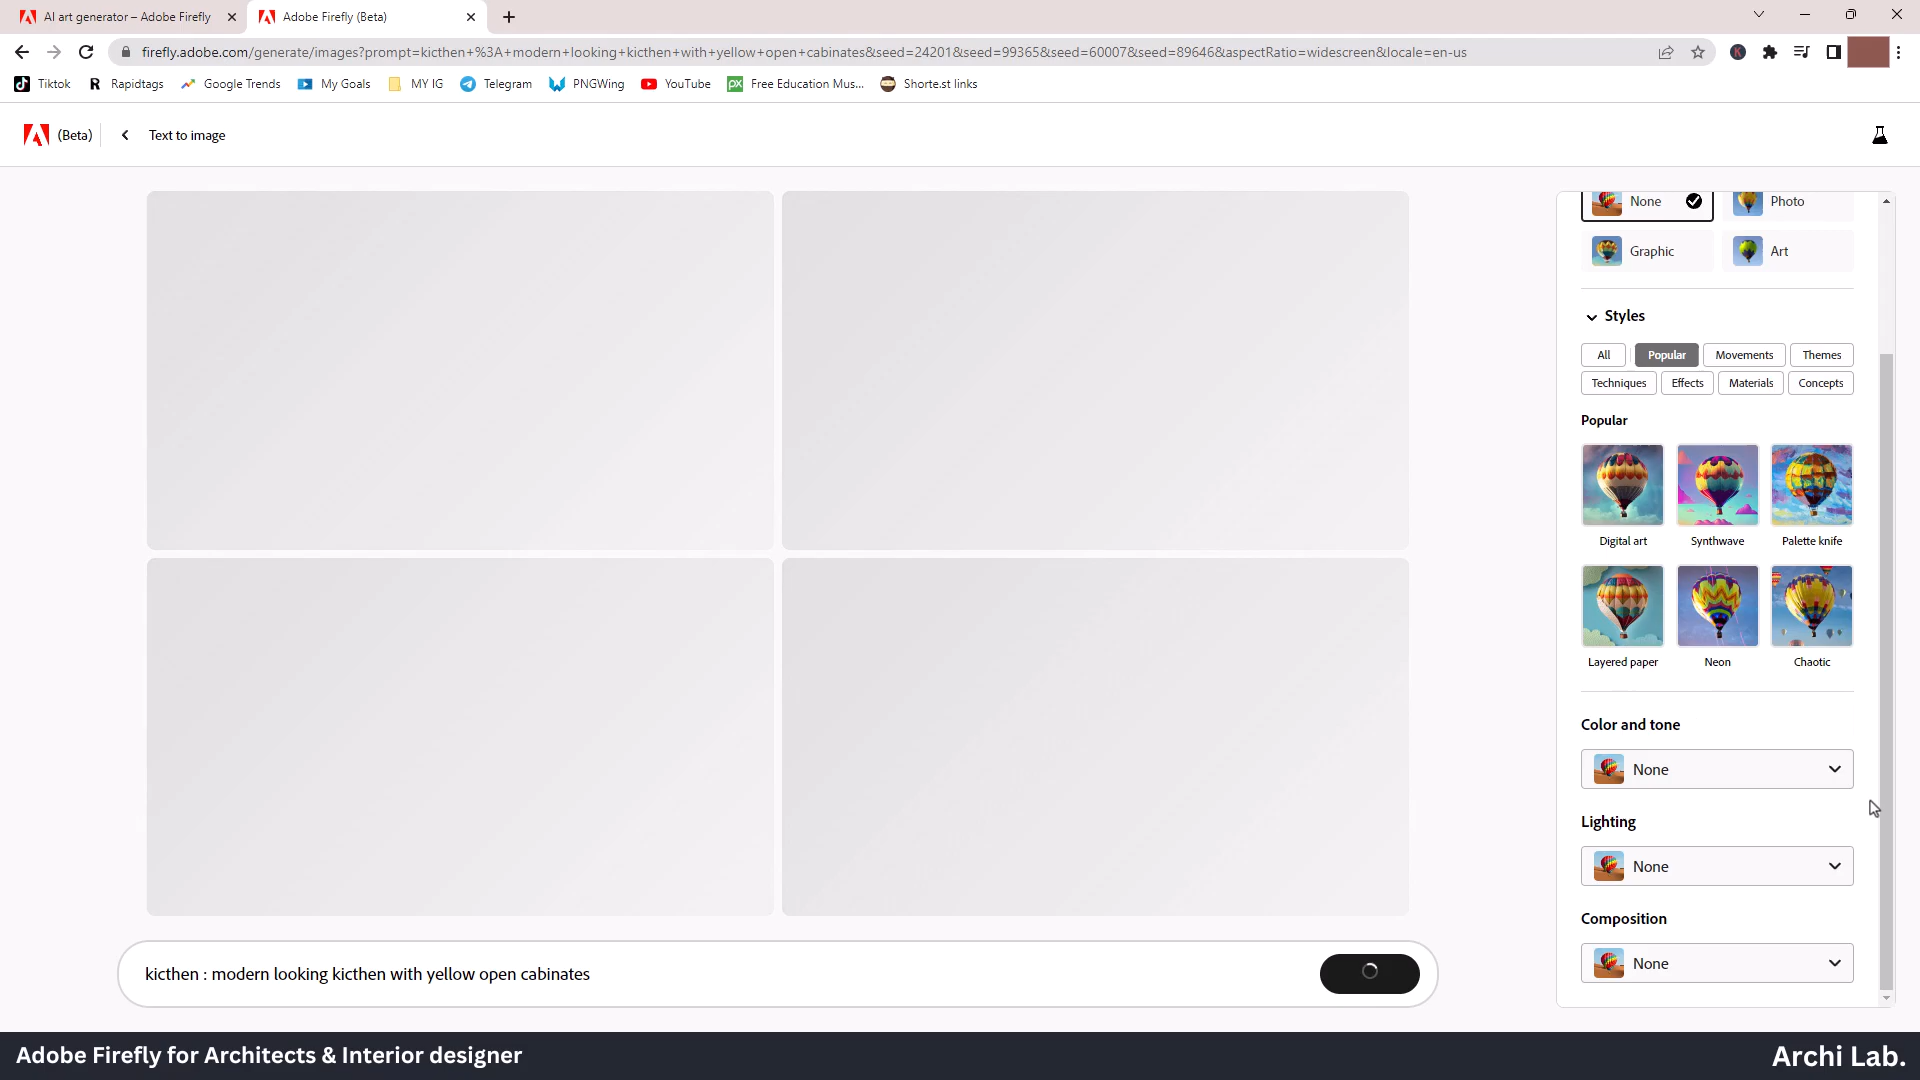 AI art generator – Adobe Firefly
Adobe Firefly (Beta)
firefly.adobe.com/generate/images?prompt=kicthen+%3A+modern+looking+kicthen+with+yellow+open+cabinates&seed=24201&seed=99365&seed=60007&seed=89646&aspectRatio=widescreen&locale=en-us
Tiktok
Rapidtags
Google Trends
My Goals
MY IG
Telegram
PNGWing
YouTube
Free Education Mus...
Shorte.st links
(Beta)
Text to image
None
Photo
Graphic
Art
Styles
All
Popular
Movements
Themes
Techniques
Effects
Materials
Concepts
Popular
Digital art
Synthwave
Palette knife
Layered paper
Neon
Chaotic
Color and tone
None
Lighting
None
Composition
None
kicthen : modern looking kicthen with yellow open cabinates
Adobe Firefly for Architects & Interior designer
Archi Lab.